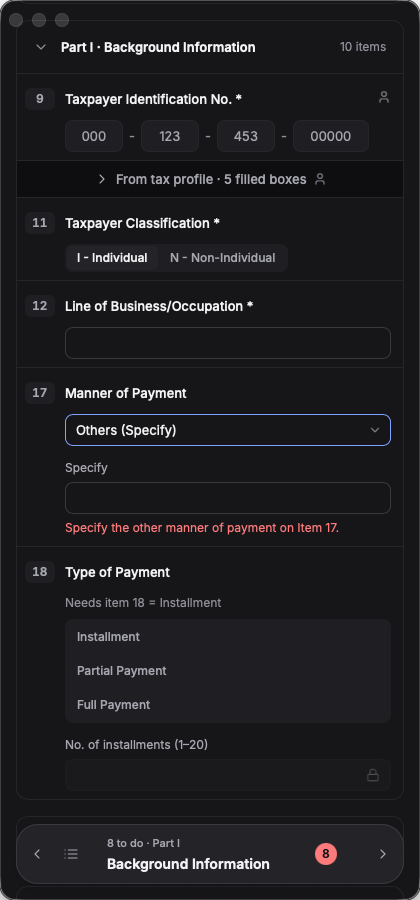 Part I · Background Information
10 items
9
Taxpayer Identification No. *
000 - 123 - 453 - 00000
From tax profile · 5 filled boxes
11
Taxpayer Classification *
I - Individual
N - Non-Individual
12
Line of Business/Occupation *
17
Manner of Payment
Others (Specify)
Specify
Specify the other manner of payment on Item 17.
18
Type of Payment
Needs item 18 = Installment
Installment
Partial Payment
Full Payment
No. of installments (1–20)
8 to do · Part I
Background Information
8